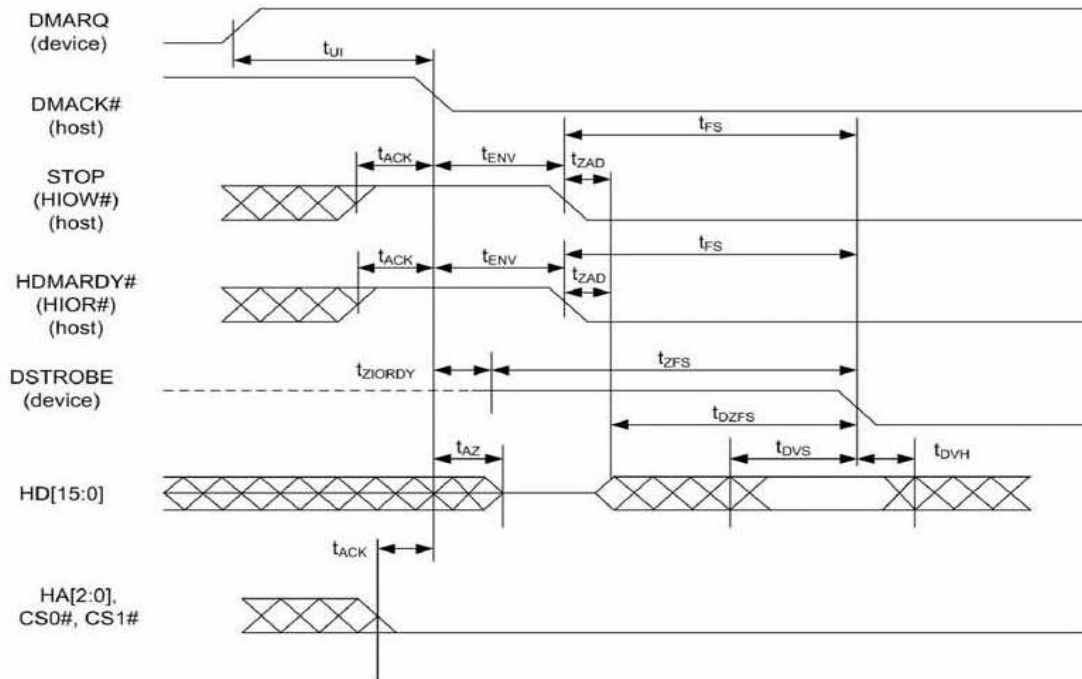 DMARQ
(device)
tUI
DMACK#
(host)
tFS
tACK
tENV
tZAD
STOP
(HIOW#)
(host)
tFS
tACK
tENV
tZAD
HDMARDY#
(HIOR#)
(host)
tZIORDY
tZFS
DSTROBE
(device)
tDZFS
tAZ
tDVS
tDVH
HD[15:0]
tACK
HA[2:0],
CS0#, CS1#